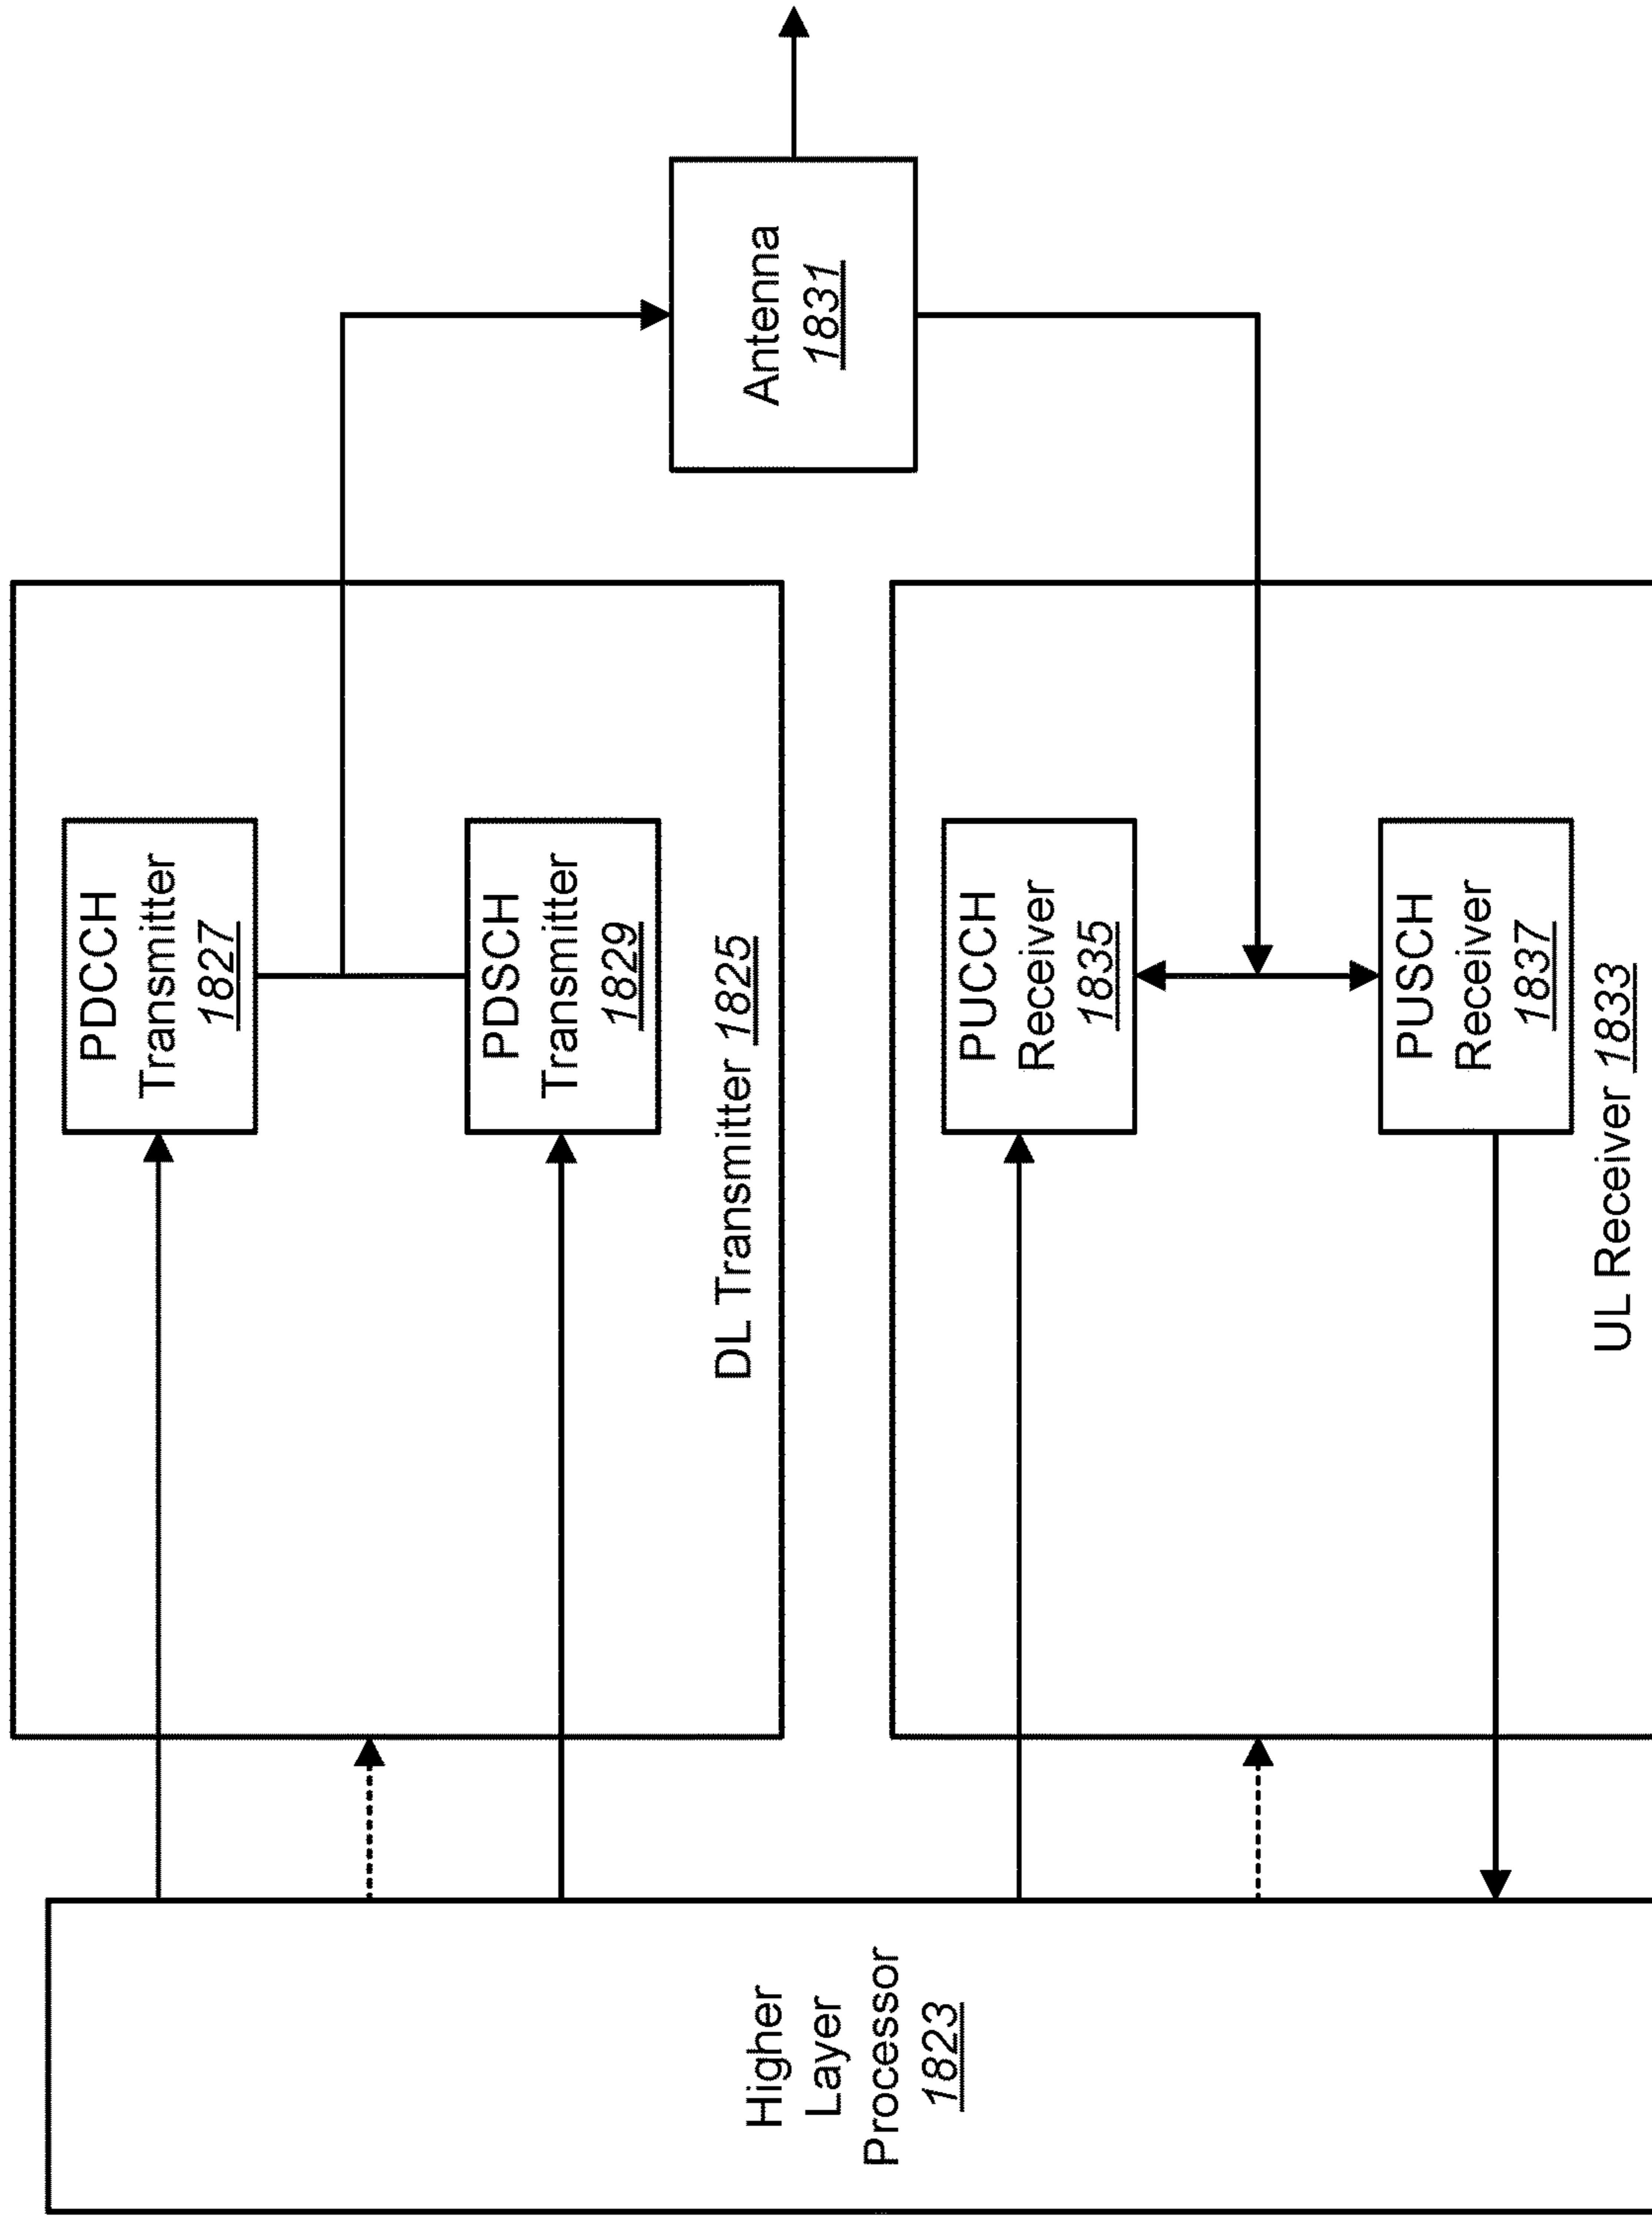 Higher
Layer
Processor
1823
PDCCH
Transmitter
1827
PDSCH
Transmitter
1829
DL Transmitter 1825
PUCCH
Receiver
1835
PUSCH
Receiver
1837
UL Receiver 1833
Antenna
1831